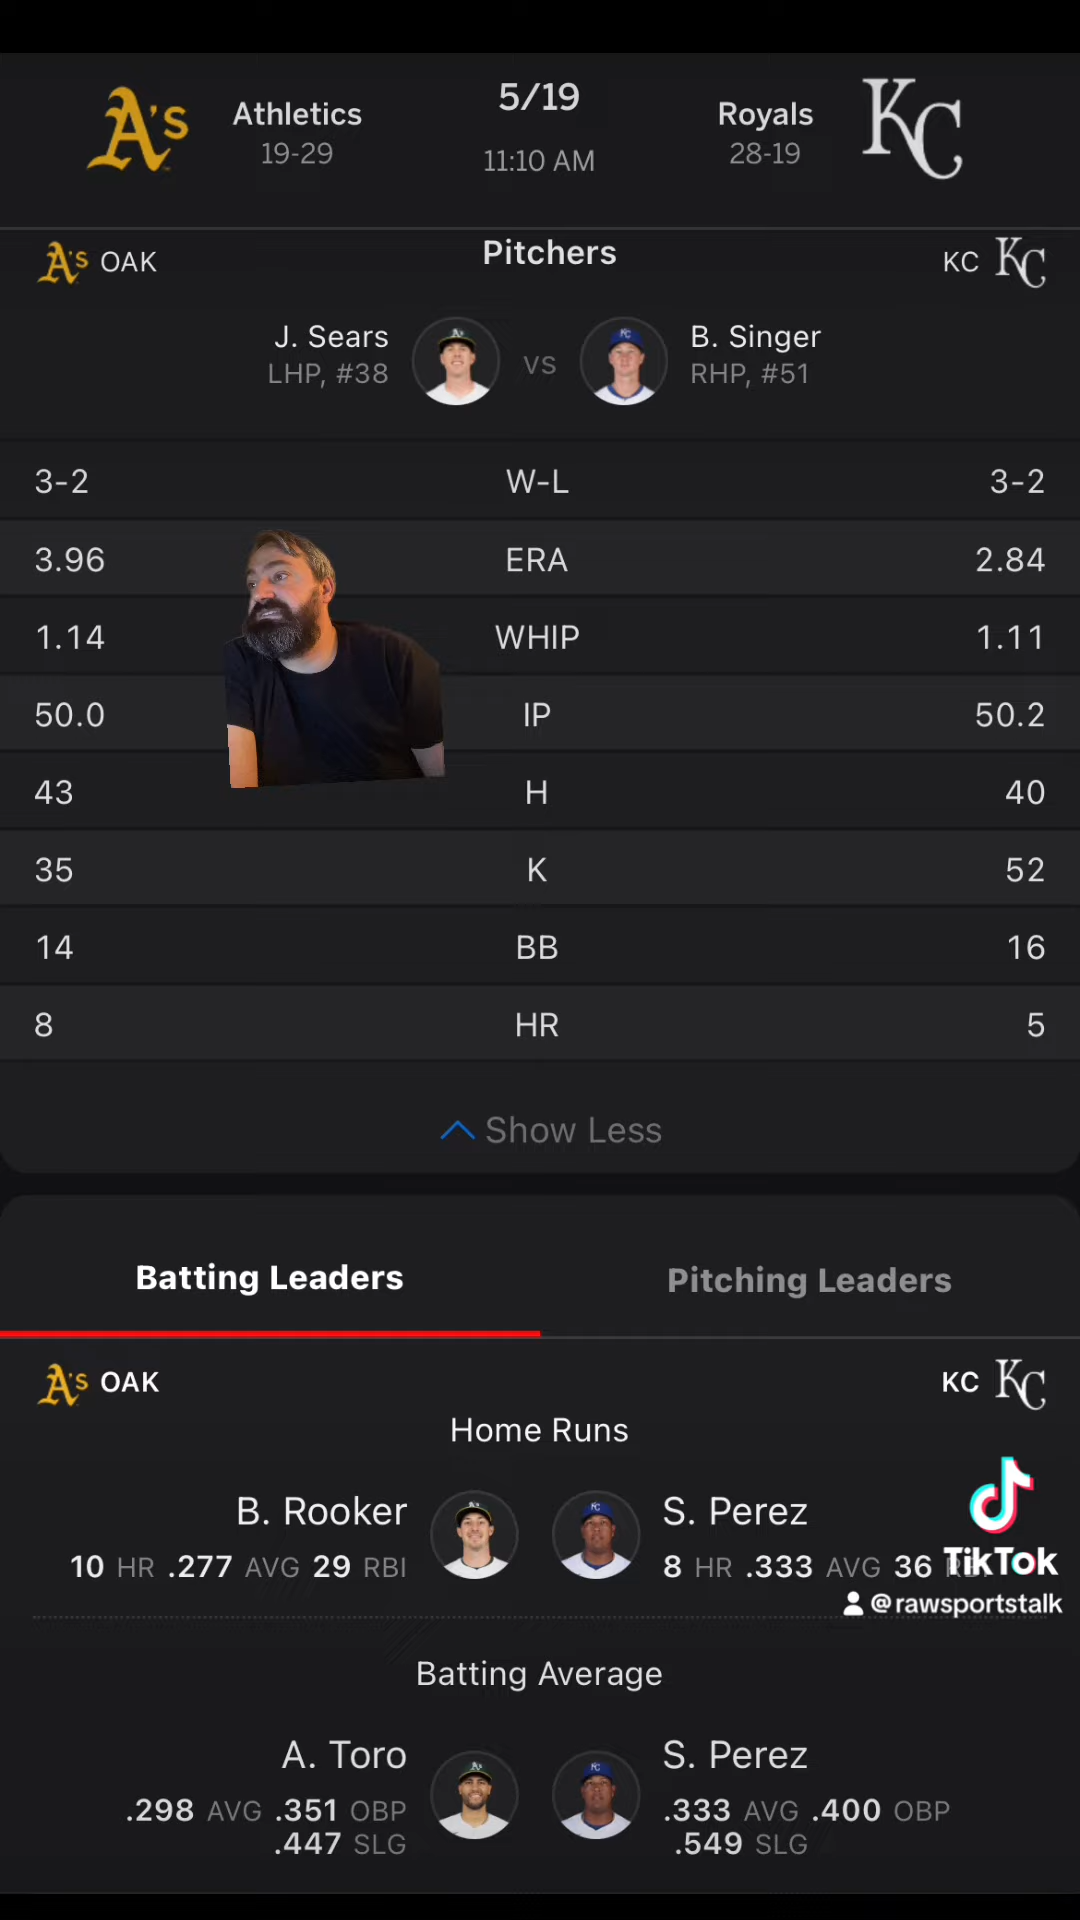 A's
Athletics
19-29
5/19
11:10 AM
Royals
28-19
KC
A's OAK
Pitchers
KC KC
J. Sears
LHP, #38
vs
B. Singer
RHP, #51
3-2 W-L 3-2
3.96 ERA 2.84
1.14 WHIP 1.11
50.0 IP 50.2
43 H 40
35 K 52
14 BB 16
8 HR 5
Show Less
Batting Leaders
Pitching Leaders
A's OAK
KC KC
Home Runs
B. Rooker
10 HR .277 AVG 29 RBI
S. Perez
8 HR .333 AVG 36 RBI
TikTok
@rawsportstalk
Batting Average
A. Toro
.298 AVG .351 OBP
.447 SLG
S. Perez
.333 AVG .400 OBP
.549 SLG